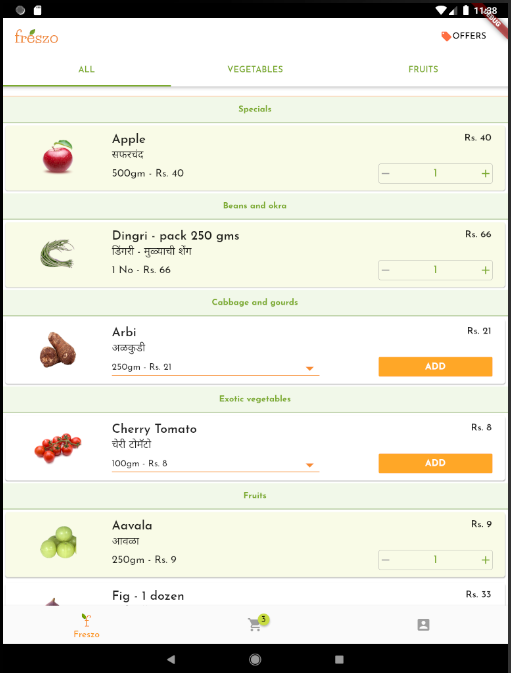 11:38
DEBUG
freszo
OFFERS
ALL
VEGETABLES
FRUITS
Specials
Apple
Rs. 40
सफरचंद
500gm - Rs. 40
1
Beans and okra
Dingri - pack 250 gms
Rs. 66
डिंगरी - मुळ्याची शेंग
1 No - Rs. 66
1
Cabbage and gourds
Arbi
Rs. 21
अळकुडी
250gm - Rs. 21
ADD
Exotic vegetables
Cherry Tomato
Rs. 8
चेरी टोमॅटो
100gm - Rs. 8
ADD
Fruits
Aavala
Rs. 9
आवळा
250gm - Rs. 9
1
Fig - 1 dozen
Rs. 33
f
3
Freszo